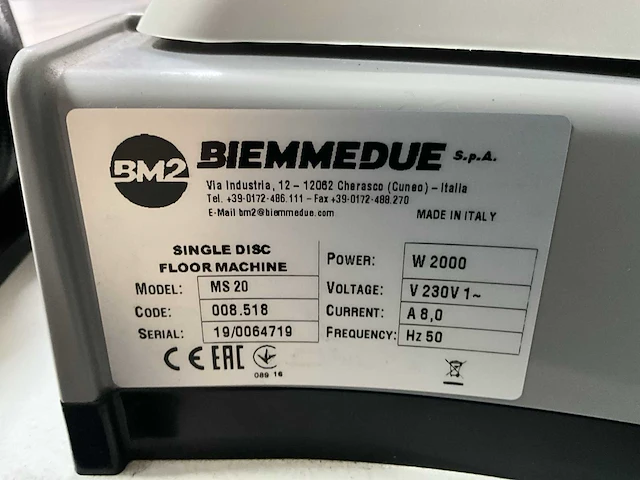 BM2 BIEMMEDUE S.p.A.
Via Industria, 12 – 12062 Cherasco (Cuneo) – Italia
Tel. +39-0172-486.111 – Fax +39-0172-488.270
E-Mail bm2@biemmedue.com MADE IN ITALY
SINGLE DISC
FLOOR MACHINE
MODEL: MS 20
CODE: 008.518
SERIAL: 19/0064719
POWER: W 2000
VOLTAGE: V 230V 1~
CURRENT: A 8,0
FREQUENCY: Hz 50
CE EAC
089 16